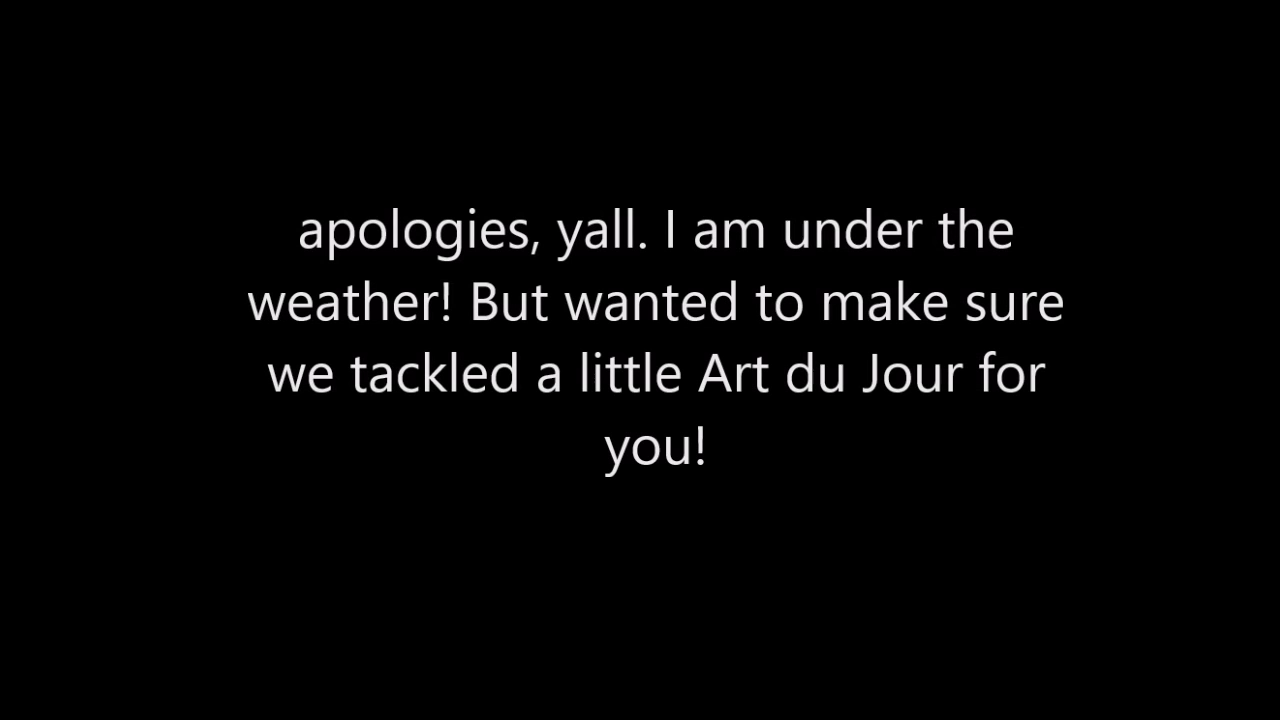 apologies, yall. I am under the
weather! But wanted to make sure
we tackled a little Art du Jour for
you!